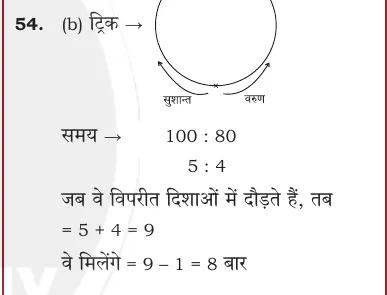 54. (b) ट्रिक →
सुशान्त वरुण
समय → 100 : 80
5 : 4
जब वे विपरीत दिशाओं में दौड़ते हैं, तब
= 5 + 4 = 9
वे मिलेंगे = 9 – 1 = 8 बार